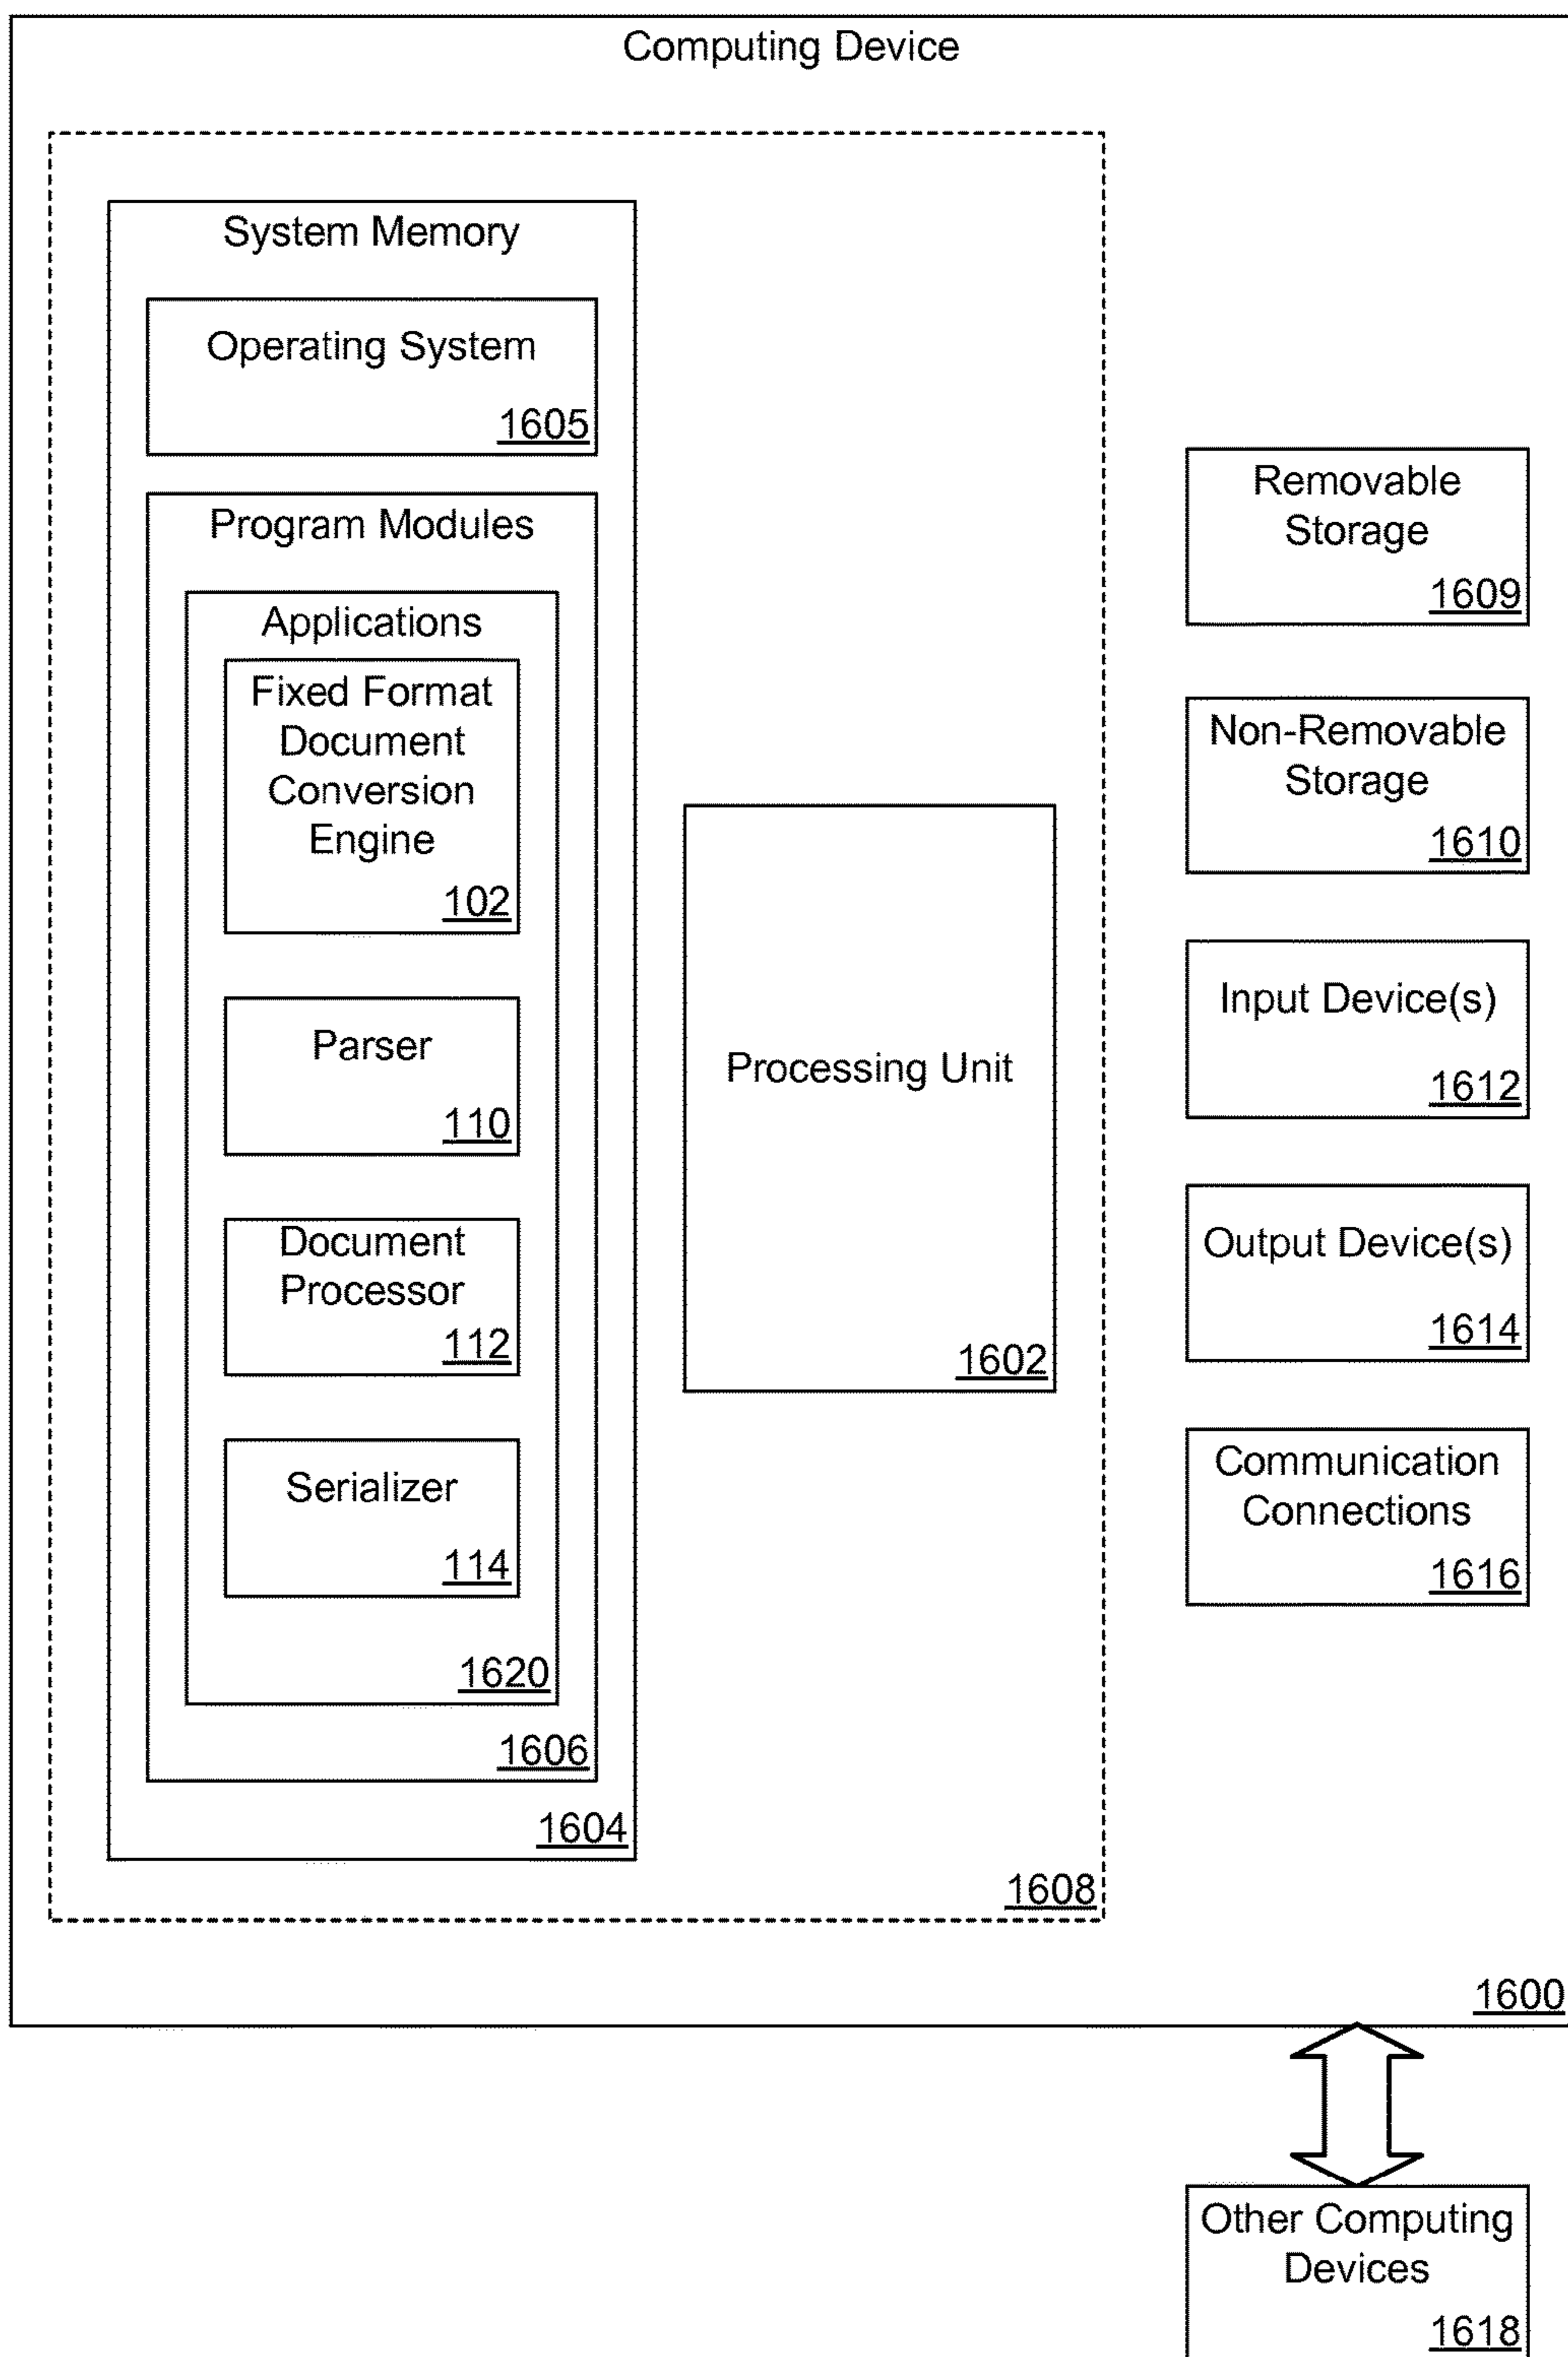 Computing Device
System Memory
Operating System
1605
Program Modules
Applications
Fixed Format
Document
Conversion
Engine
102
Parser
110
Document
Processor
112
Serializer
114
1620
1606
1604
Processing Unit
1602
1608
Removable
Storage
1609
Non-Removable
Storage
1610
Input Device(s)
1612
Output Device(s)
1614
Communication
Connections
1616
1600
Other Computing
Devices
1618